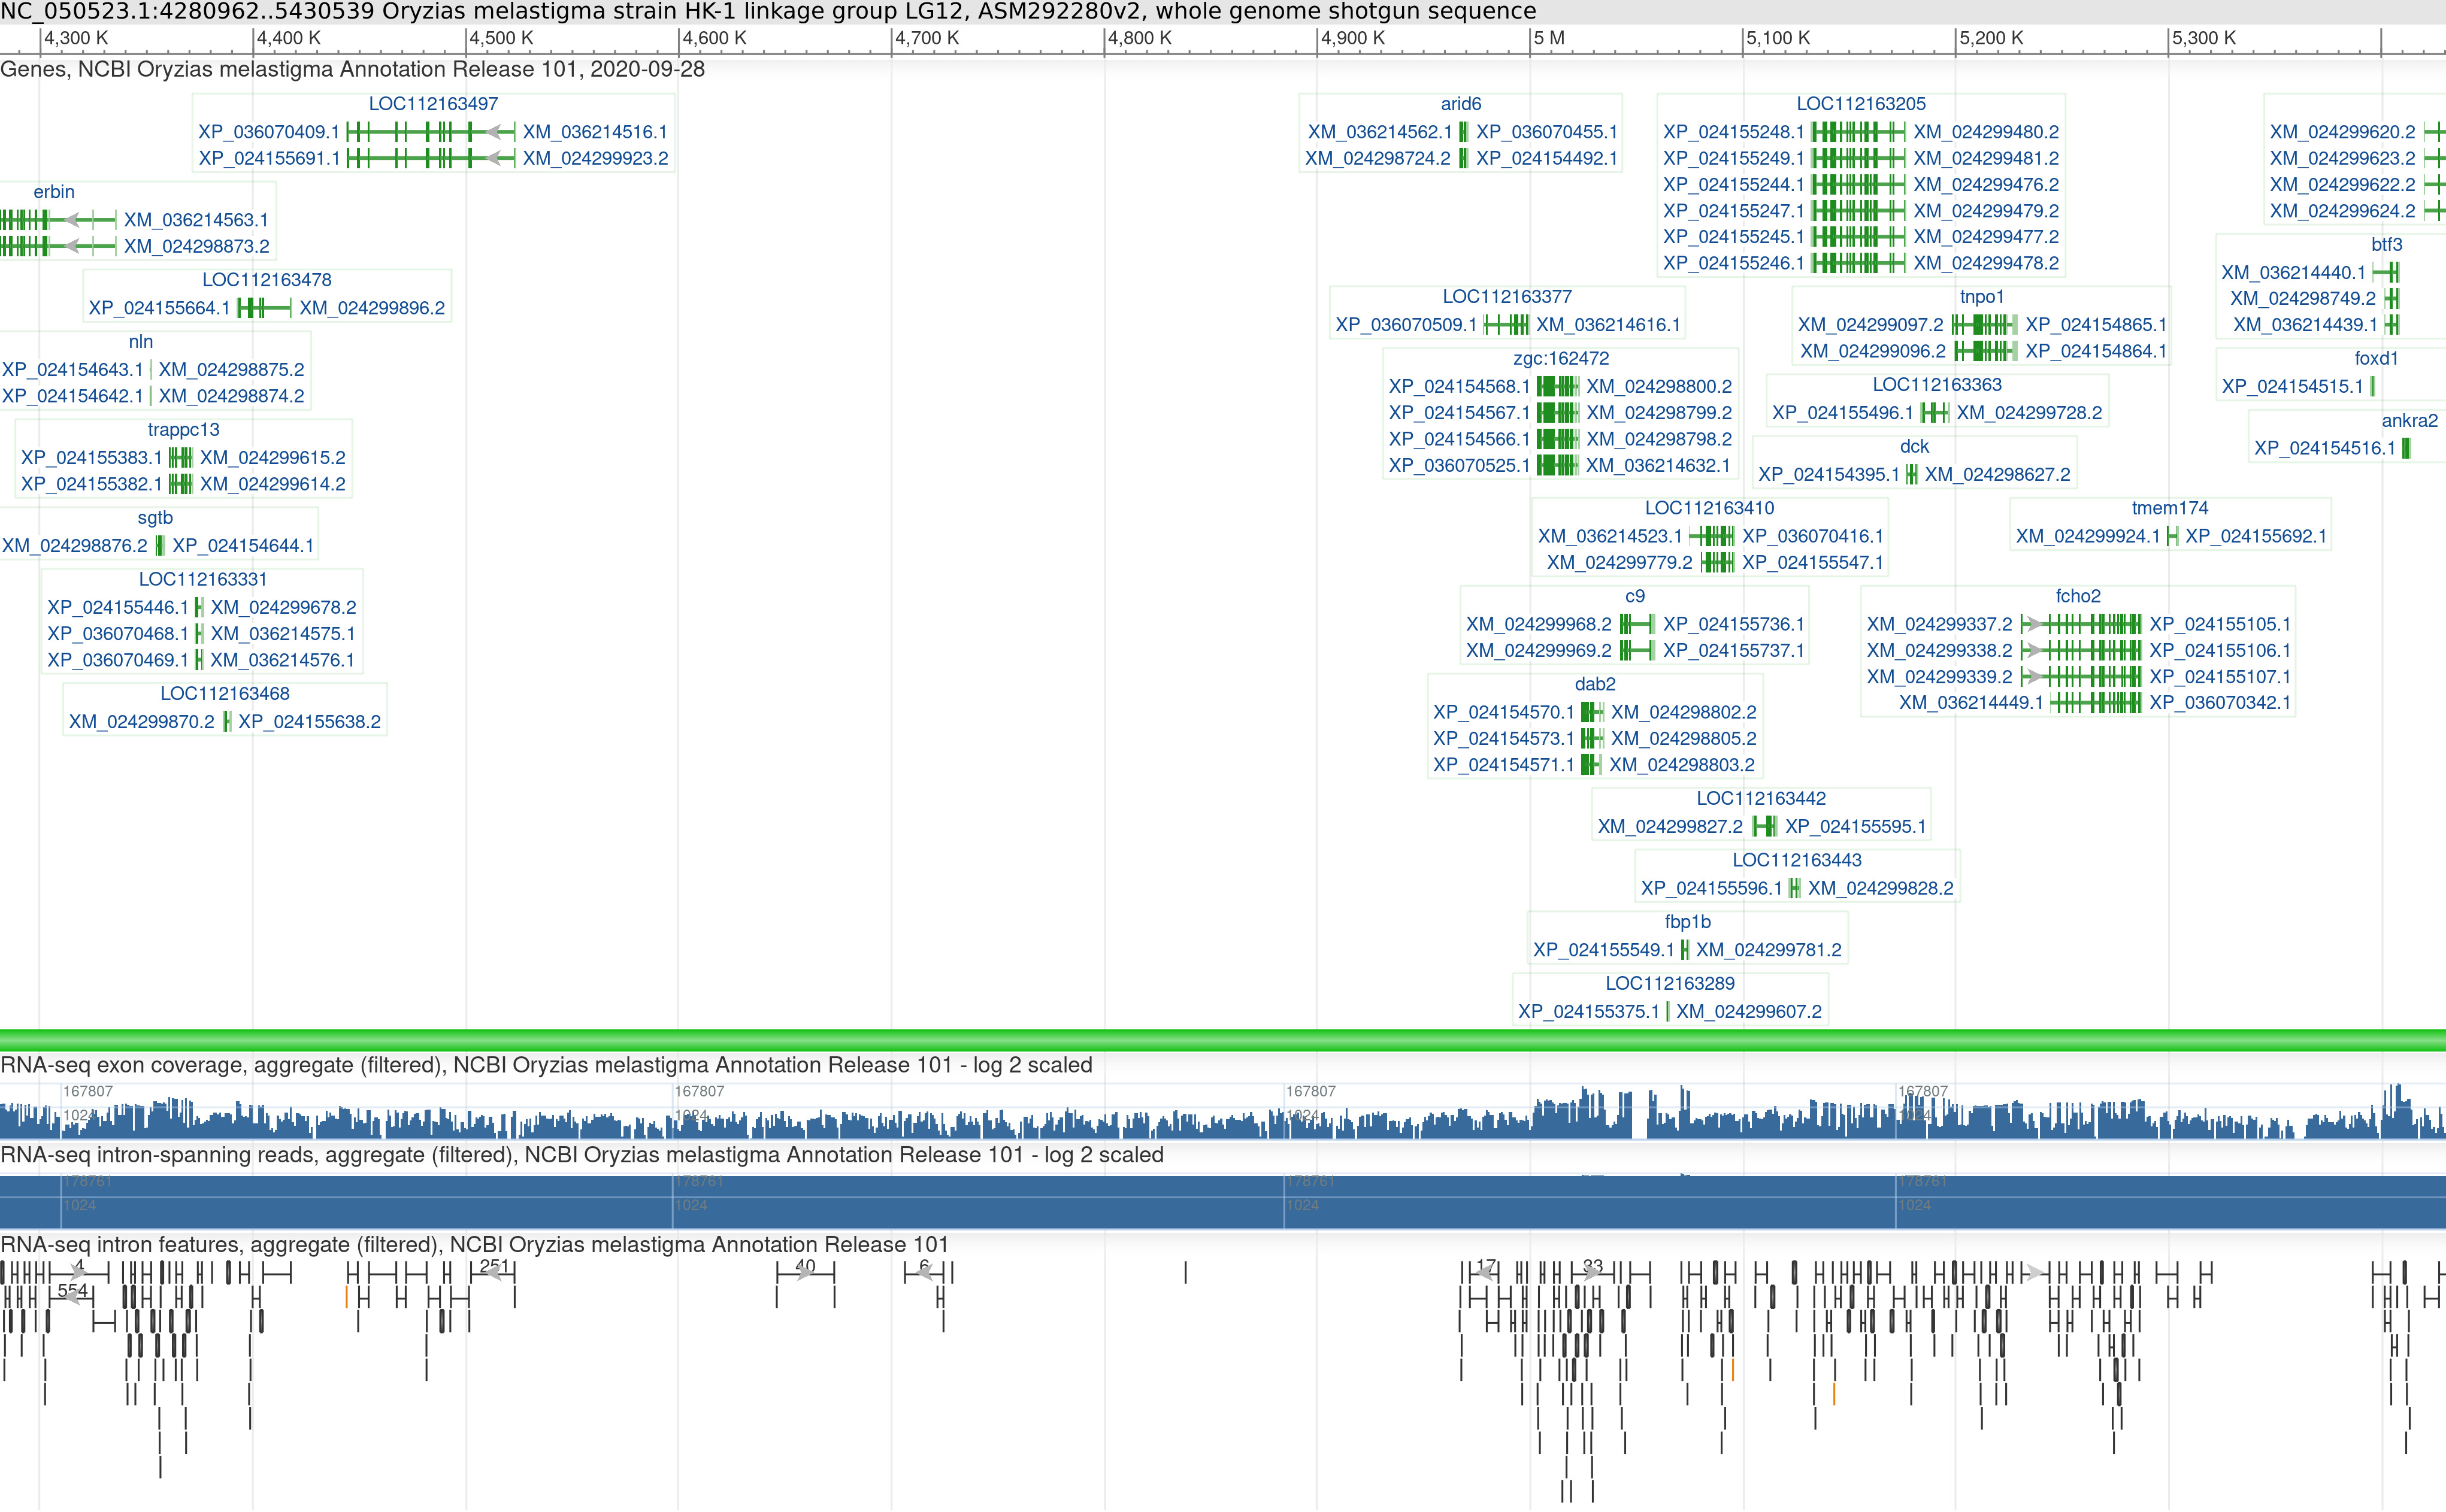 NC_050523.1:4280962..5430539 Oryzias melastigma strain HK-1 linkage group LG12, ASM292280v2, whole genome shotgun sequence
4,300 K 4,400 K 4,500 K 4,600 K 4,700 K 4,800 K 4,900 K 5 M 5,100 K 5,200 K 5,300 K
Genes, NCBI Oryzias melastigma Annotation Release 101, 2020-09-28
LOC112163497
XP_036070409.1 XM_036214516.1
XP_024155691.1 XM_024299923.2
erbin
XM_036214563.1
XM_024298873.2
LOC112163478
XP_024155664.1 XM_024299896.2
nln
XP_024154643.1 XM_024298875.2
XP_024154642.1 XM_024298874.2
trappc13
XP_024155383.1 XM_024299615.2
XP_024155382.1 XM_024299614.2
sgtb
XM_024298876.2 XP_024154644.1
LOC112163331
XP_024155446.1 XM_024299678.2
XP_036070468.1 XM_036214575.1
XP_036070469.1 XM_036214576.1
LOC112163468
XM_024299870.2 XP_024155638.2
arid6
XM_036214562.1 XP_036070455.1
XM_024298724.2 XP_024154492.1
LOC112163205
XP_024155248.1 XM_024299480.2
XP_024155249.1 XM_024299481.2
XP_024155244.1 XM_024299476.2
XP_024155247.1 XM_024299479.2
XP_024155245.1 XM_024299477.2
XP_024155246.1 XM_024299478.2
LOC112163377
XP_036070509.1 XM_036214616.1
zgc:162472
XP_024154568.1 XM_024298800.2
XP_024154567.1 XM_024298799.2
XP_024154566.1 XM_024298798.2
XP_036070525.1 XM_036214632.1
tnpo1
XM_024299097.2 XP_024154865.1
XM_024299096.2 XP_024154864.1
LOC112163363
XP_024155496.1 XM_024299728.2
dck
XP_024154395.1 XM_024298627.2
LOC112163410
XM_036214523.1 XP_036070416.1
XM_024299779.2 XP_024155547.1
tmem174
XM_024299924.1 XP_024155692.1
c9
XM_024299968.2 XP_024155736.1
XM_024299969.2 XP_024155737.1
fcho2
XM_024299337.2 XP_024155105.1
XM_024299338.2 XP_024155106.1
XM_024299339.2 XP_024155107.1
XM_036214449.1 XP_036070342.1
dab2
XP_024154570.1 XM_024298802.2
XP_024154573.1 XM_024298805.2
XP_024154571.1 XM_024298803.2
LOC112163442
XM_024299827.2 XP_024155595.1
LOC112163443
XP_024155596.1 XM_024299828.2
fbp1b
XP_024155549.1 XM_024299781.2
LOC112163289
XP_024155375.1 XM_024299607.2
XM_024299620.2
XM_024299623.2
XM_024299622.2
XM_024299624.2
btf3
XM_036214440.1
XM_024298749.2
XM_036214439.1
foxd1
XP_024154515.1
ankra2
XP_024154516.1
RNA-seq exon coverage, aggregate (filtered), NCBI Oryzias melastigma Annotation Release 101 - log 2 scaled
167807 167807 167807 167807
1024 1024 1024 1024
RNA-seq intron-spanning reads, aggregate (filtered), NCBI Oryzias melastigma Annotation Release 101 - log 2 scaled
178761 178761 178761 178761
1024 1024 1024 1024
RNA-seq intron features, aggregate (filtered), NCBI Oryzias melastigma Annotation Release 101
4 251 40 6 17 33
554